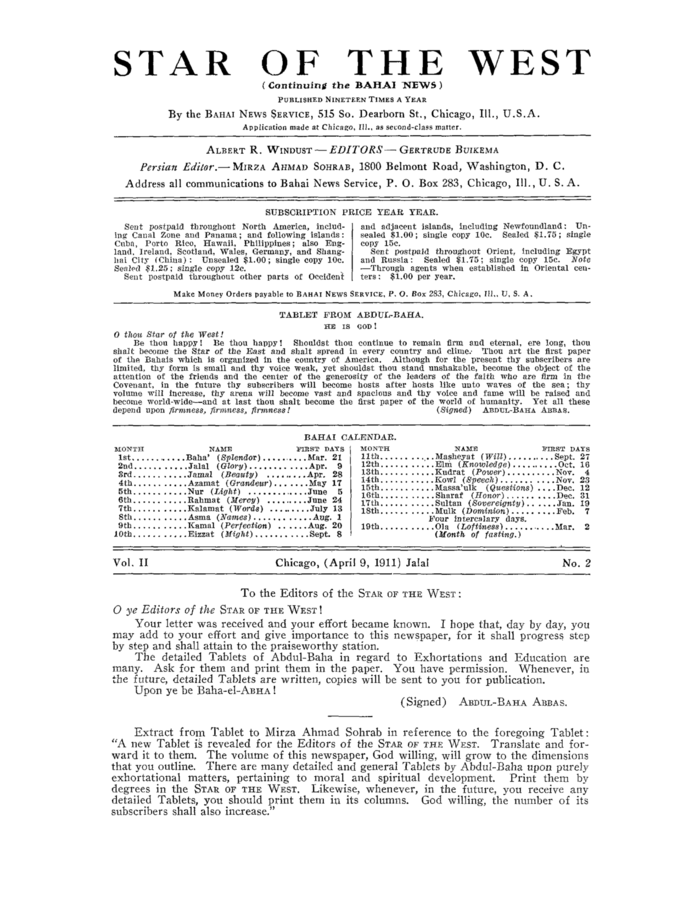 STAR OF THE WEST
(Continuing the BAHAI NEWS)
PUBLISHED NINETEEN TIMES A YEAR
By the BAHAI NEWS SERVICE, 515 So. Dearborn St., Chicago, Ill., U.S.A.
Application made at Chicago, Ill., as second-class matter.
ALBERT R. WINDUST — EDITORS — GERTRUDE BUIKEMA
Persian Editor.—MIRZA AHMAD SOHRAB, 1800 Belmont Road, Washington, D. C.
Address all communications to Bahai News Service, P. O. Box 283, Chicago, Ill., U. S. A.
SUBSCRIPTION PRICE YEAR YEAR.
Sent postpaid throughout North America, includ-
ing Canal Zone and Panama; and following islands:
Cuba, Porto Rico, Hawaii, Philippines; also Eng-
land, Ireland, Scotland, Wales, Germany, and Shang-
hai City (China): Unsealed $1.00; single copy 10c.
Sealed $1.25; single copy 12c.
Sent postpaid throughout other parts of Occident
and adjacent islands, including Newfoundland: Un-
sealed $1.00; single copy 10c. Sealed $1.75; single
copy 15c.
Sent postpaid throughout Orient, including Egypt
and Russia: Sealed $1.75; single copy 15c. Note
—Through agents when established in Oriental cen-
ters: $1.00 per year.
Make Money Orders payable to BAHAI NEWS SERVICE, P. O. Box 283, Chicago, Ill., U. S. A.
TABLET FROM ABDUL-BAHA.
HE IS GOD!
O thou Star of the West!
Be thou happy! Be thou happy! Shouldst thou continue to remain firm and eternal, ere long, thou
shalt become the Star of the East and shalt spread in every country and clime. Thou art the first paper
of the Bahais which is organized in the country of America. Although for the present thy subscribers are
limited, thy form is small and thy voice weak, yet shouldst thou stand unshakable, become the object of the
attention of the friends and the center of the generosity of the leaders of the faith who are firm in the
Covenant, in the future thy subscribers will become hosts after hosts like unto waves of the sea; thy
volume will increase, thy arena will become vast and spacious and thy voice and fame will be raised and
become world-wide—and at last thou shalt become the first paper of the world of humanity. Yet all these
depend upon firmness, firmness, firmness! (Signed) ABDUL-BAHA ABBAS.
BAHAI CALENDAR.
MONTH NAME FIRST DAYS
1st...........Baha' (Splendor).........Mar. 21
2nd...........Jalal (Glory)............Apr. 9
3rd...........Jamal (Beauty) .........Apr. 28
4th...........Azamat (Grandeur).......May 17
5th...........Nur (Light) ............June 5
6th...........Rahmat (Mercy) ........June 24
7th...........Kalamat (Words) ........July 13
8th...........Asma (Names)............Aug. 1
9th...........Kamal (Perfection) ......Aug. 20
10th...........Eizzat (Might)..........Sept. 8
MONTH NAME FIRST DAYS
11th...........Masheyat (Will).........Sept. 27
12th...........Elm (Knowledge).........Oct. 16
13th...........Kudrat (Power)..........Nov. 4
14th...........Kowl (Speech)...........Nov. 23
15th...........Massa'ulk (Questions) ...Dec. 12
16th...........Sharaf (Honor)..........Dec. 31
17th...........Sultan (Sovereignty)......Jan. 19
18th...........Mulk (Dominion).........Feb. 7
Four intercalary days.
19th...........Ola (Loftiness)...........Mar. 2
(Month of fasting.)
Vol. II Chicago, (April 9, 1911) Jalal No. 2
To the Editors of the STAR OF THE WEST:
O ye Editors of the STAR OF THE WEST!
Your letter was received and your effort became known. I hope that, day by day, you
may add to your effort and give importance to this newspaper, for it shall progress step
by step and shall attain to the praiseworthy station.
The detailed Tablets of Abdul-Baha in regard to Exhortations and Education are
many. Ask for them and print them in the paper. You have permission. Whenever, in
the future, detailed Tablets are written, copies will be sent to you for publication.
Upon ye be Baha-el-ABHA!
(Signed) ABDUL-BAHA ABBAS.
Extract from Tablet to Mirza Ahmad Sohrab in reference to the foregoing Tablet:
"A new Tablet is revealed for the Editors of the STAR OF THE WEST. Translate and for-
ward it to them. The volume of this newspaper, God willing, will grow to the dimensions
that you outline. There are many detailed and general Tablets by Abdul-Baha upon purely
exhortational matters, pertaining to moral and spiritual development. Print them by
degrees in the STAR OF THE WEST. Likewise, whenever, in the future, you receive any
detailed Tablets, you should print them in its columns. God willing, the number of its
subscribers shall also increase."